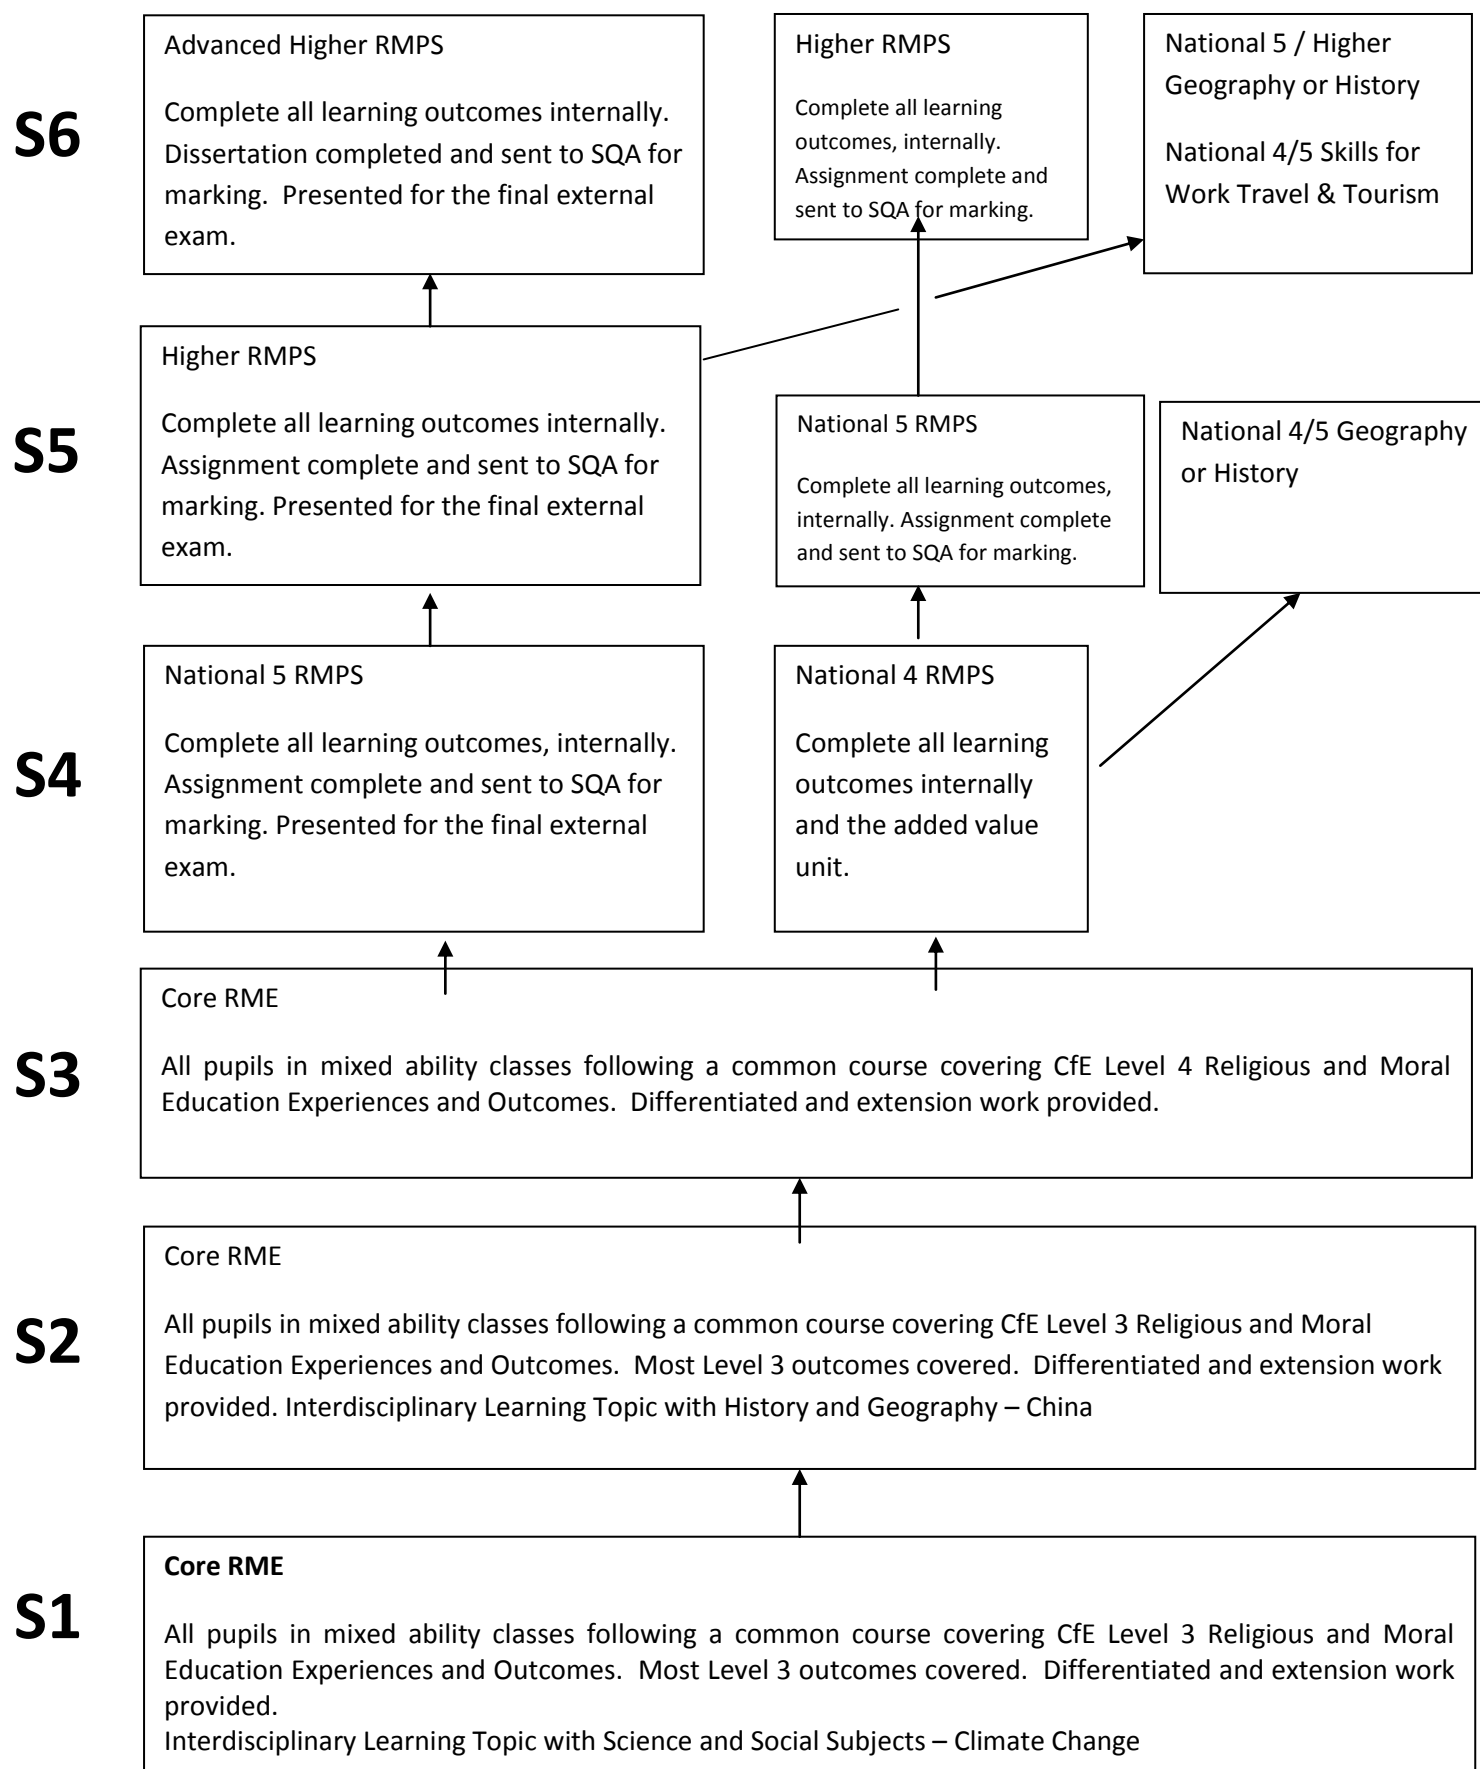 S6
Advanced Higher RMPS
Complete all learning outcomes internally.
Dissertation completed and sent to SQA for
marking.  Presented for the final external
exam.
Higher RMPS
Complete all learning
outcomes, internally.
Assignment complete and
sent to SQA for marking.
National 5 / Higher
Geography or History
National 4/5 Skills for
Work Travel & Tourism
S5
Higher RMPS
Complete all learning outcomes internally.
Assignment complete and sent to SQA for
marking. Presented for the final external
exam.
National 5 RMPS
Complete all learning outcomes,
internally. Assignment complete
and sent to SQA for marking.
National 4/5 Geography
or History
S4
National 5 RMPS
Complete all learning outcomes, internally.
Assignment complete and sent to SQA for
marking. Presented for the final external
exam.
National 4 RMPS
Complete all learning
outcomes internally
and the added value
unit.
S3
Core RME
All pupils in mixed ability classes following a common course covering CfE Level 4 Religious and Moral
Education Experiences and Outcomes.  Differentiated and extension work provided.
S2
Core RME
All pupils in mixed ability classes following a common course covering CfE Level 3 Religious and Moral
Education Experiences and Outcomes.  Most Level 3 outcomes covered.  Differentiated and extension work
provided. Interdisciplinary Learning Topic with History and Geography – China
S1
Core RME
All pupils in mixed ability classes following a common course covering CfE Level 3 Religious and Moral
Education Experiences and Outcomes.  Most Level 3 outcomes covered.  Differentiated and extension work
provided.
Interdisciplinary Learning Topic with Science and Social Subjects – Climate Change